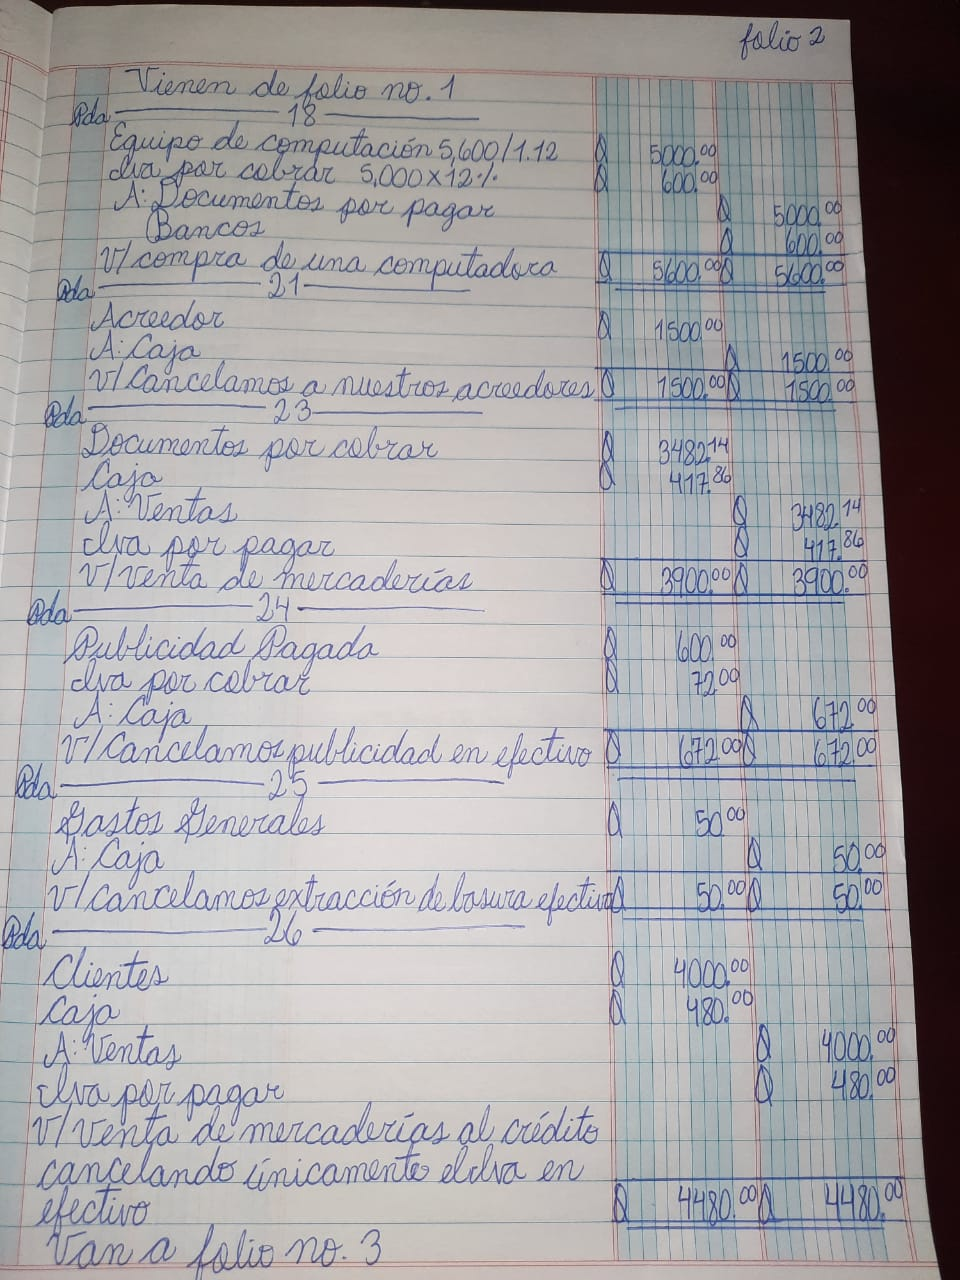 folio 2
Vienen de folio no. 1
Pda 18
Equipo de computación 5,600/1.12 Q 5000.00
Iva por cobrar 5,000x12% Q 600.00
A: Documentos por pagar Q 5000.00
Bancos Q 600.00
V/ compra de una computadora Q 5600.00 Q 5600.00
Pda 21
Acreedor Q 1500.00
A: Caja 1500.00
V/ Cancelamos a nuestros acreedores Q 1500.00 Q 1500.00
Pda 23
Documentos por cobrar Q 3482.14
Caja Q 417.86
A: Ventas Q 3482.14
Iva por pagar Q 417.86
V/ Venta de mercaderías Q 3900.00 Q 3900.00
Pda 24
Publicidad Pagada Q 600.00
Iva por cobrar Q 72.00
A: Caja Q 672.00
V/ Cancelamos publicidad en efectivo Q 672.00 Q 672.00
Pda 25
Gastos Generales Q 50.00
A: Caja Q 50.00
V/ Cancelamos extracción de basura efectivo Q 50.00 Q 50.00
Pda 26
Clientes Q 4000.00
Caja Q 480.00
A: Ventas Q 4000.00
Iva por pagar Q 480.00
V/ Venta de mercaderías al crédito
cancelando únicamente el Iva en
efectivo Q 4480.00 Q 4480.00
Van a folio no. 3